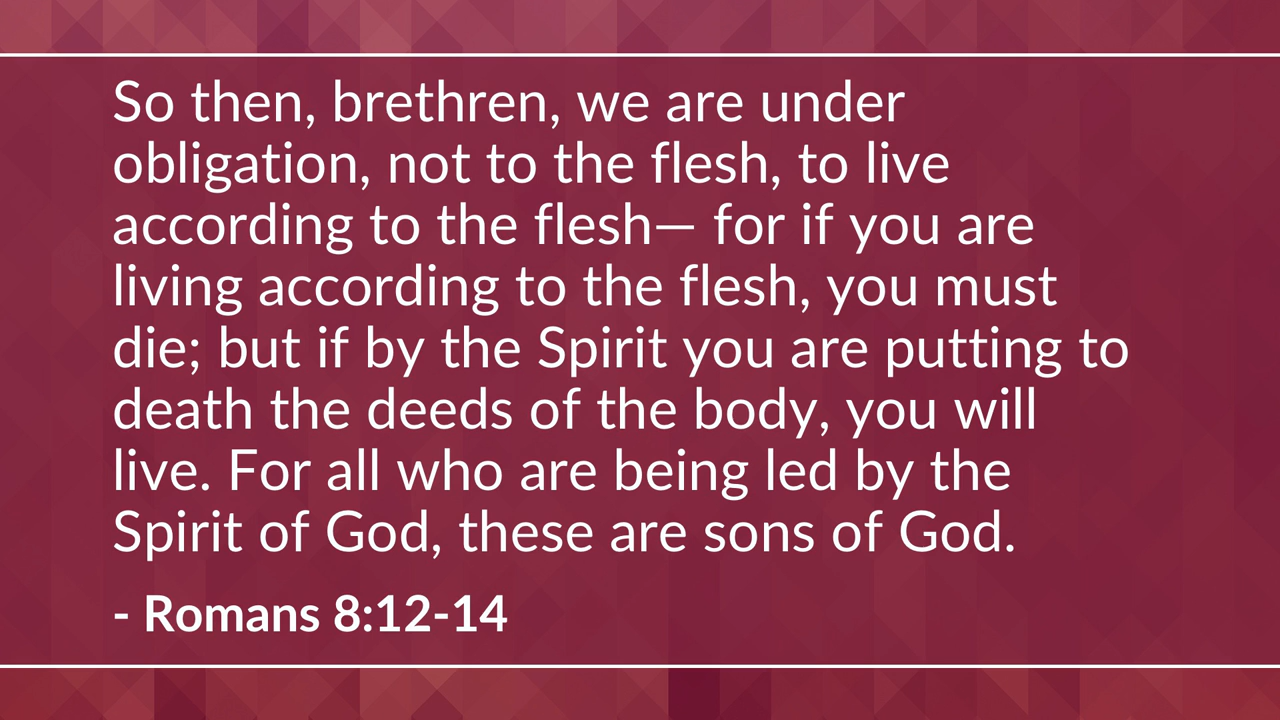 So then, brethren, we are under
obligation, not to the flesh, to live
according to the flesh— for if you are
living according to the flesh, you must
die; but if by the Spirit you are putting to
death the deeds of the body, you will
live. For all who are being led by the
Spirit of God, these are sons of God.
- Romans 8:12-14